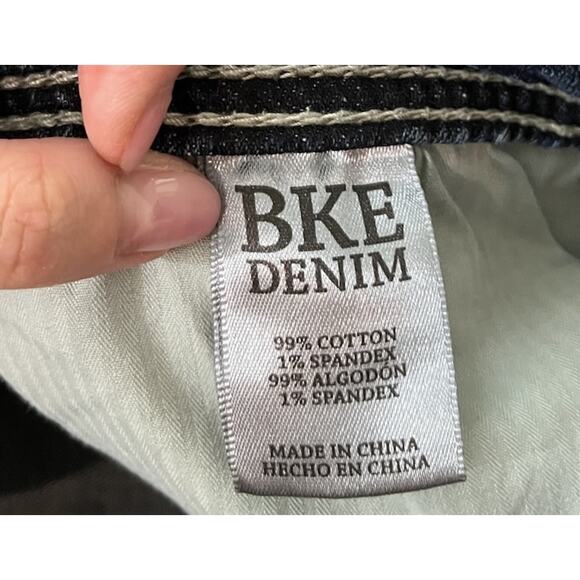 BKE
DENIM
99% COTTON
1% SPANDEX
99% ALGODÓN
1% SPANDEX
MADE IN CHINA
HECHO EN CHINA